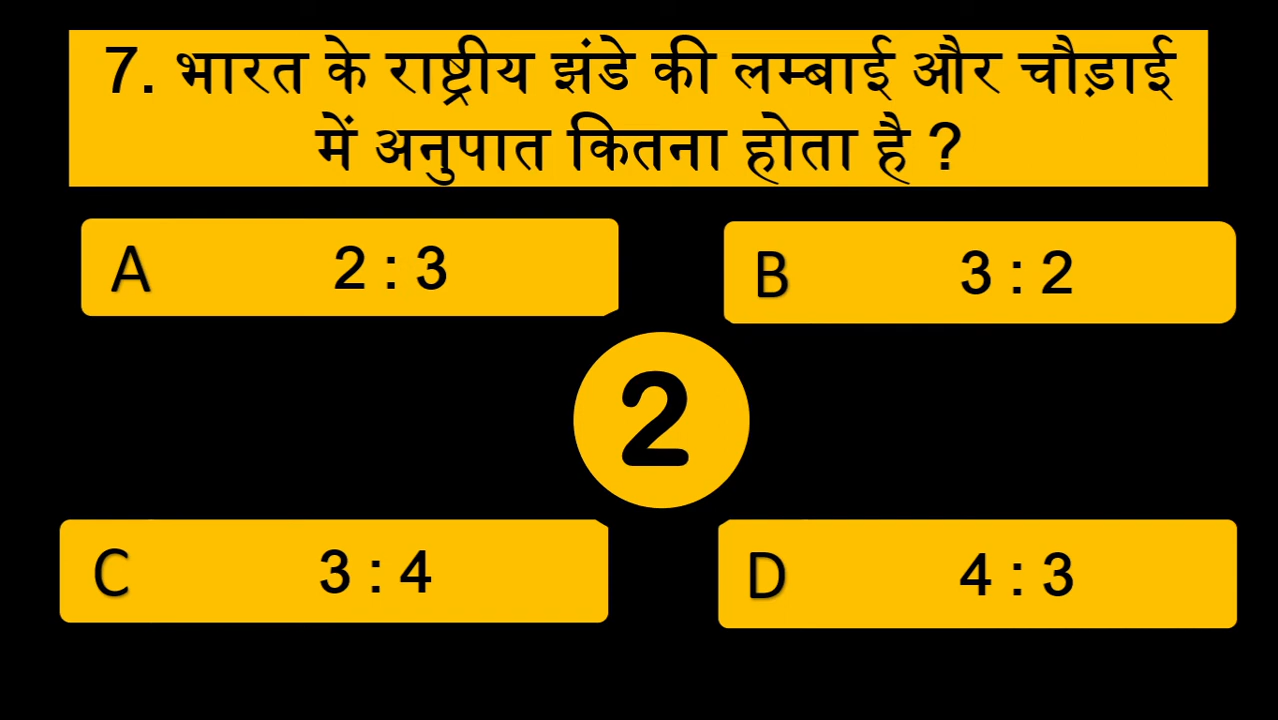 7. भारत के राष्ट्रीय झंडे की लम्बाई और चौड़ाई
में अनुपात कितना होता है ?
A 2 : 3
B 3 : 2
2
C 3 : 4
D 4 : 3